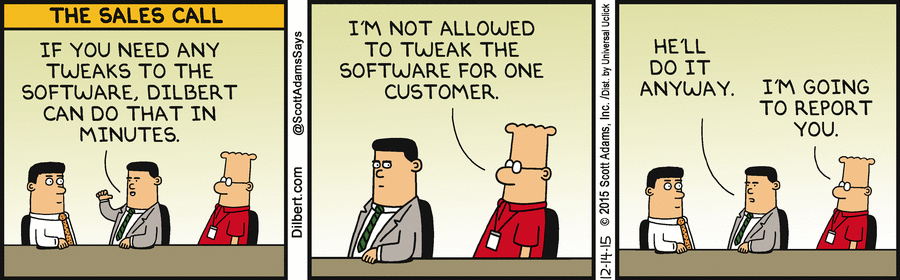 THE SALES CALL
IF YOU NEED ANY
TWEAKS TO THE
SOFTWARE, DILBERT
CAN DO THAT IN
MINUTES.
Dilbert.com @ScottAdamsSays
I'M NOT ALLOWED
TO TWEAK THE
SOFTWARE FOR ONE
CUSTOMER.
12-14-15 © 2015 Scott Adams, Inc. /Dist. by Universal Uclick
HE'LL
DO IT
ANYWAY.
I'M GOING
TO REPORT
YOU.